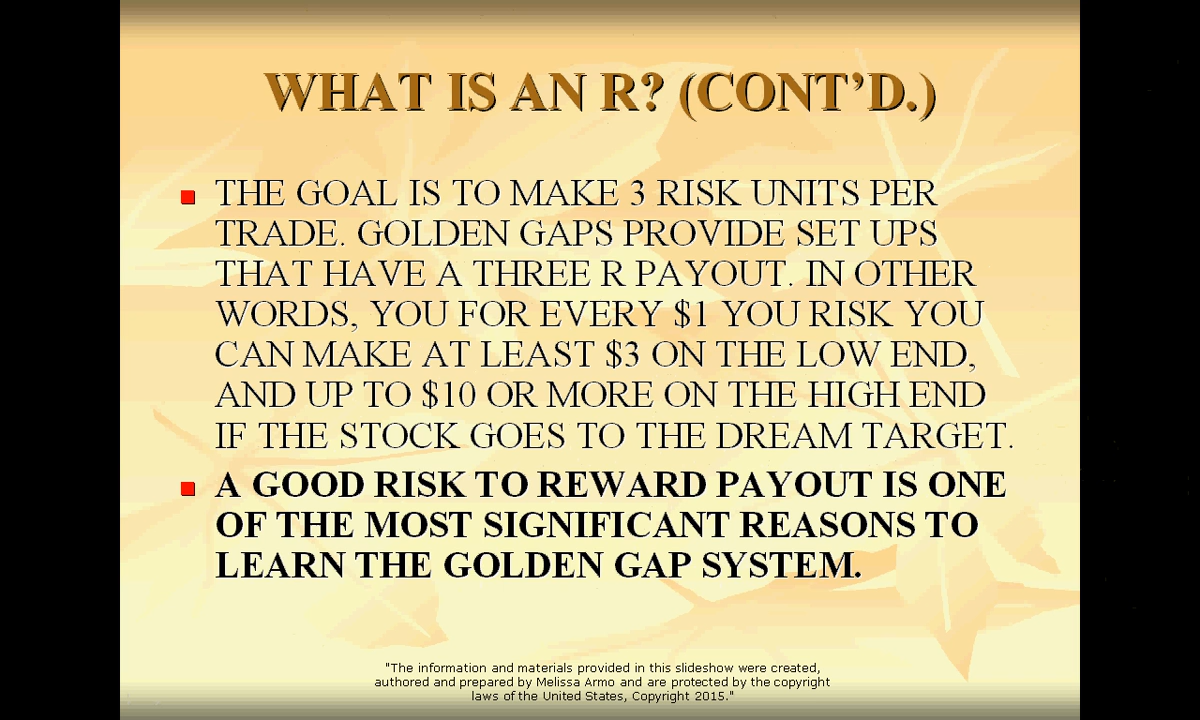 WHAT IS AN R? (CONT’D.)
THE GOAL IS TO MAKE 3 RISK UNITS PER
TRADE. GOLDEN GAPS PROVIDE SET UPS
THAT HAVE A THREE R PAYOUT. IN OTHER
WORDS, YOU FOR EVERY $1 YOU RISK YOU
CAN MAKE AT LEAST $3 ON THE LOW END,
AND UP TO $10 OR MORE ON THE HIGH END
IF THE STOCK GOES TO THE DREAM TARGET.
A GOOD RISK TO REWARD PAYOUT IS ONE
OF THE MOST SIGNIFICANT REASONS TO
LEARN THE GOLDEN GAP SYSTEM.
"The information and materials provided in this slideshow were created,
authored and prepared by Melissa Armo and are protected by the copyright
laws of the United States, Copyright 2015."